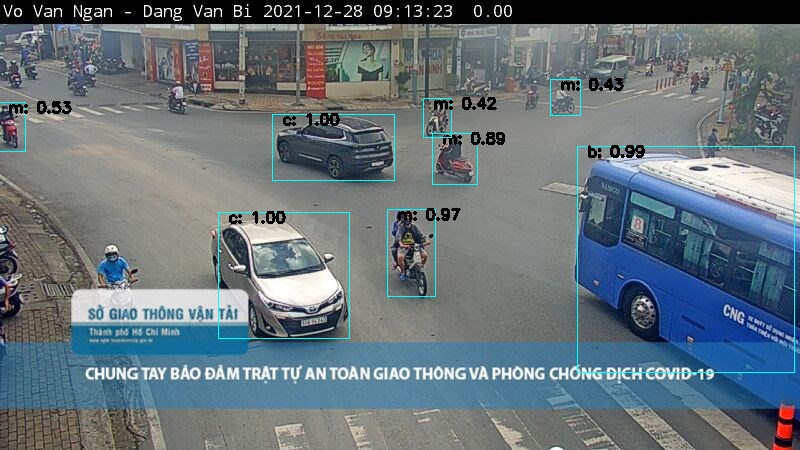 Vo Van Ngan - Dang Van Bi 2021-12-28 09:13:23 0.00
m: 0.43
m: 0.53
m: 0.42
c: 1.00
m: 0.89
b: 0.99
c: 1.00
m: 0.97
8
SỞ GIAO THÔNG VẬN TẢI
Thành phố Hồ Chí Minh
CNG
CHUNG TAY BẢO ĐẢM TRẬT TỰ AN TOÀN GIAO THÔNG VÀ PHÒNG CHỐNG DỊCH COVID-19